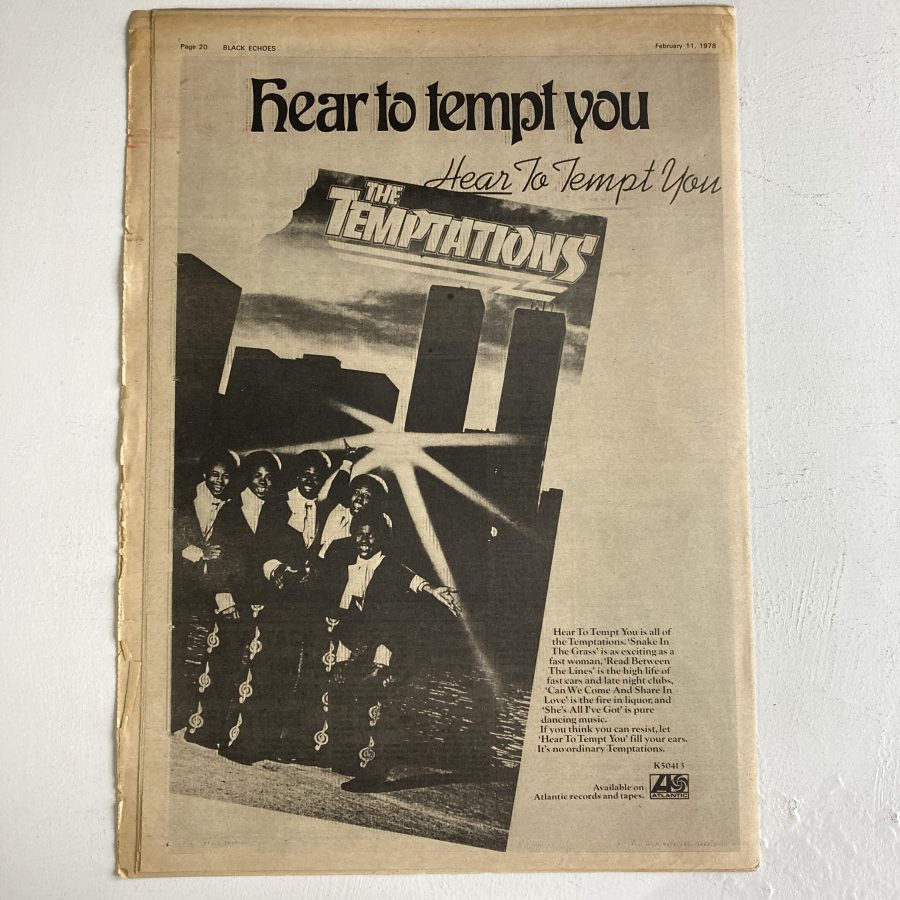 Page 20 BLACK ECHOES February 11, 1978
hear to tempt you
Hear To Tempt You
THE
TEMPTATIONS
Hear To Tempt You is all of
the Temptations. 'Snake In
The Grass' is as exciting as a
fast woman, 'Read Between
The Lines' is the high life of
fast cars and late night clubs,
'Can We Come And Share In
Love' is the fire in liquor, and
'She's All I've Got' is pure
dancing music.
If you think you can resist, let
'Hear To Tempt You' fill your ears.
It's no ordinary Temptations.
K50413
Available on
Atlantic records and tapes.
ATLANTIC